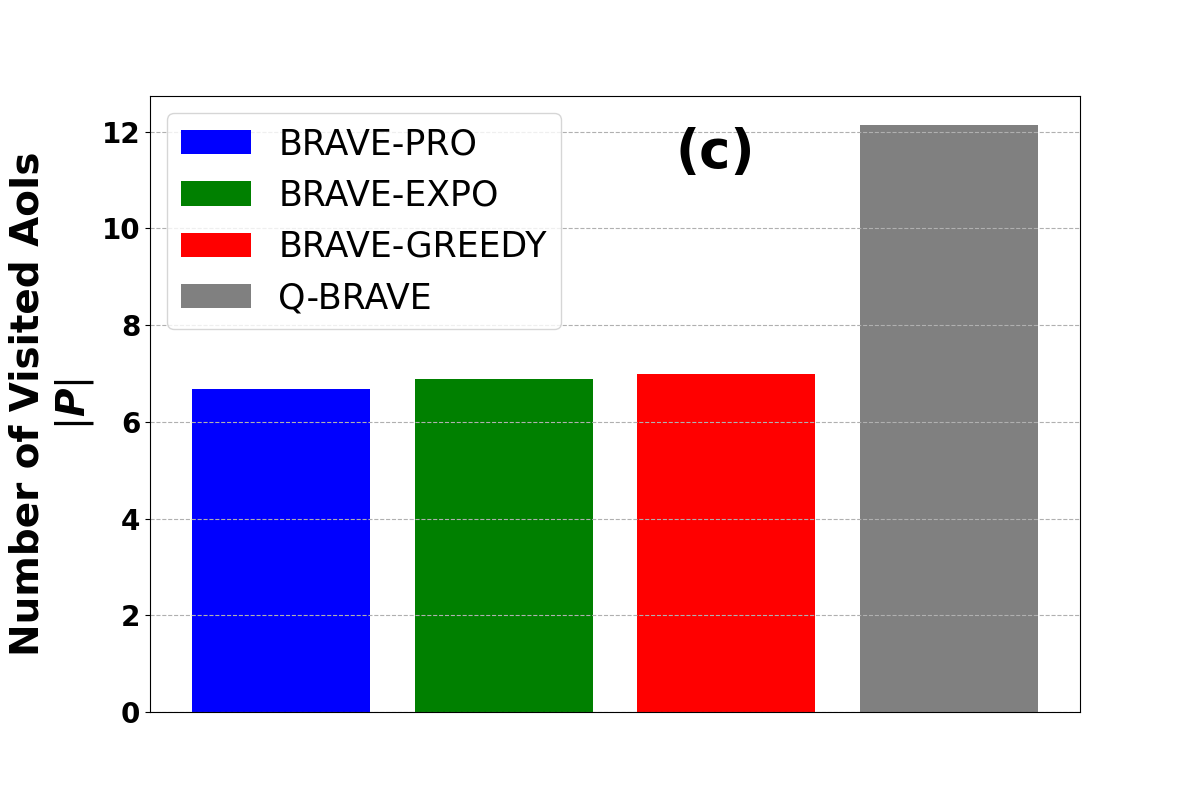 Number of Visited AoIs
|P|
12
10
8
6
4
2
0
BRAVE-PRO
BRAVE-EXPO
BRAVE-GREEDY
Q-BRAVE
(c)